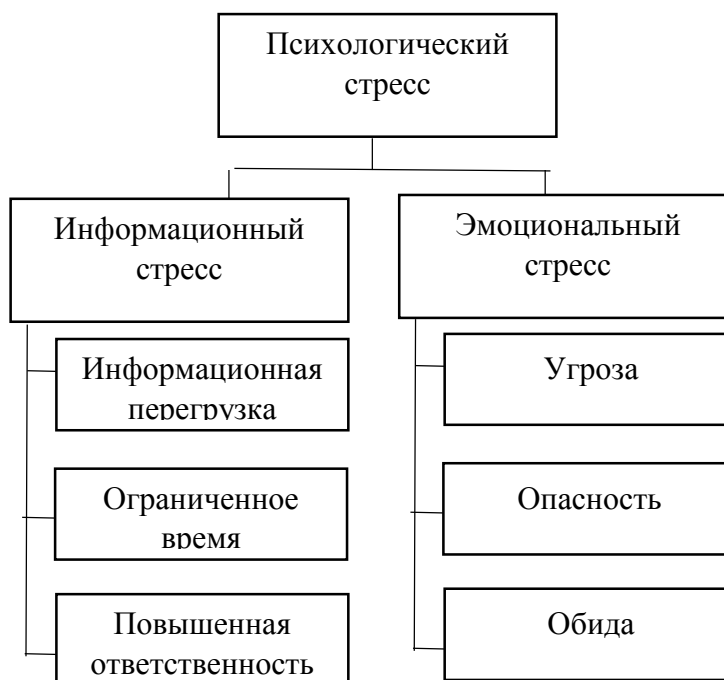 Психологический
стресс
Информационный
стресс
Эмоциональный
стресс
Информационная
перегрузка
Угроза
Ограниченное
время
Опасность
Повышенная
ответственность
Обида